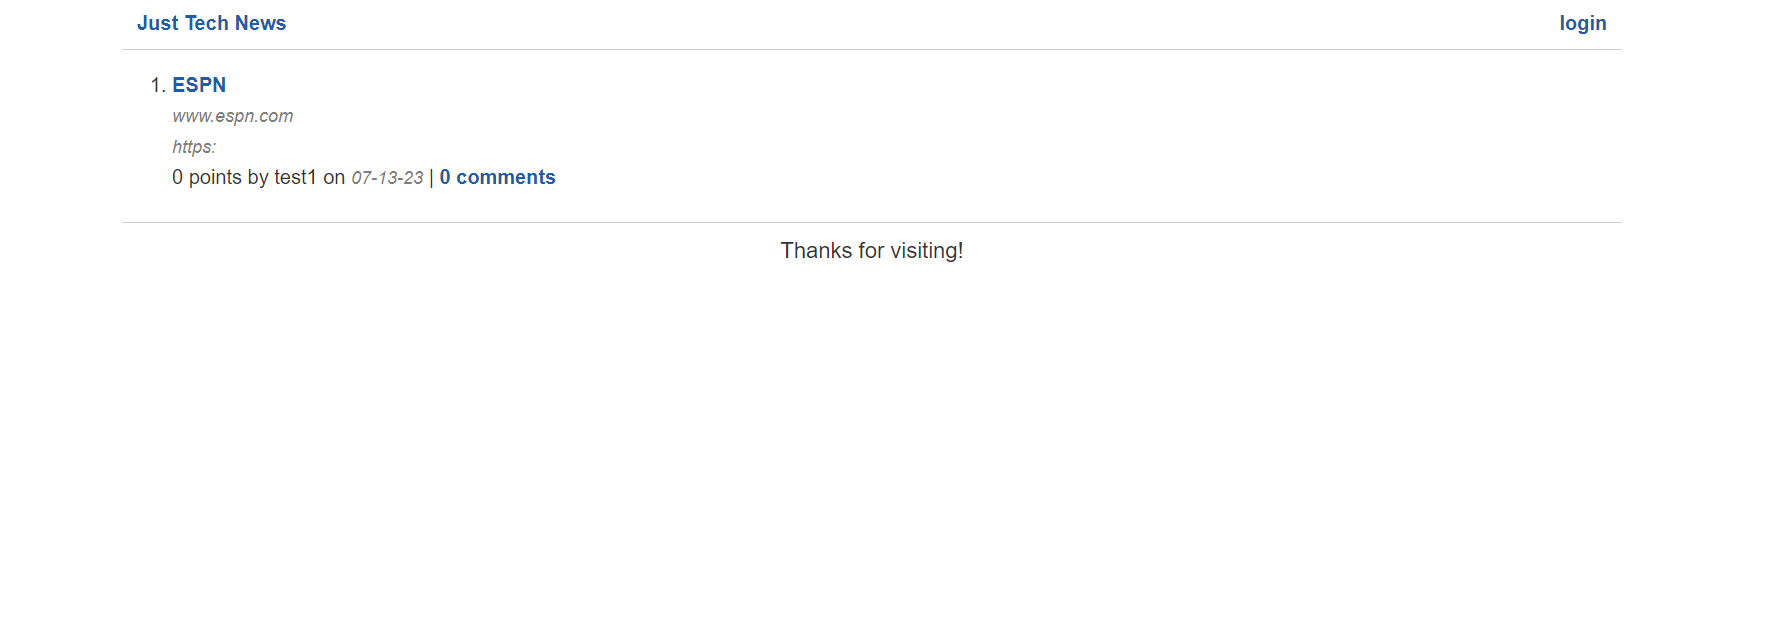 Just Tech News login
1. ESPN
www.espn.com
https:
0 points by test1 on 07-13-23 | 0 comments
Thanks for visiting!